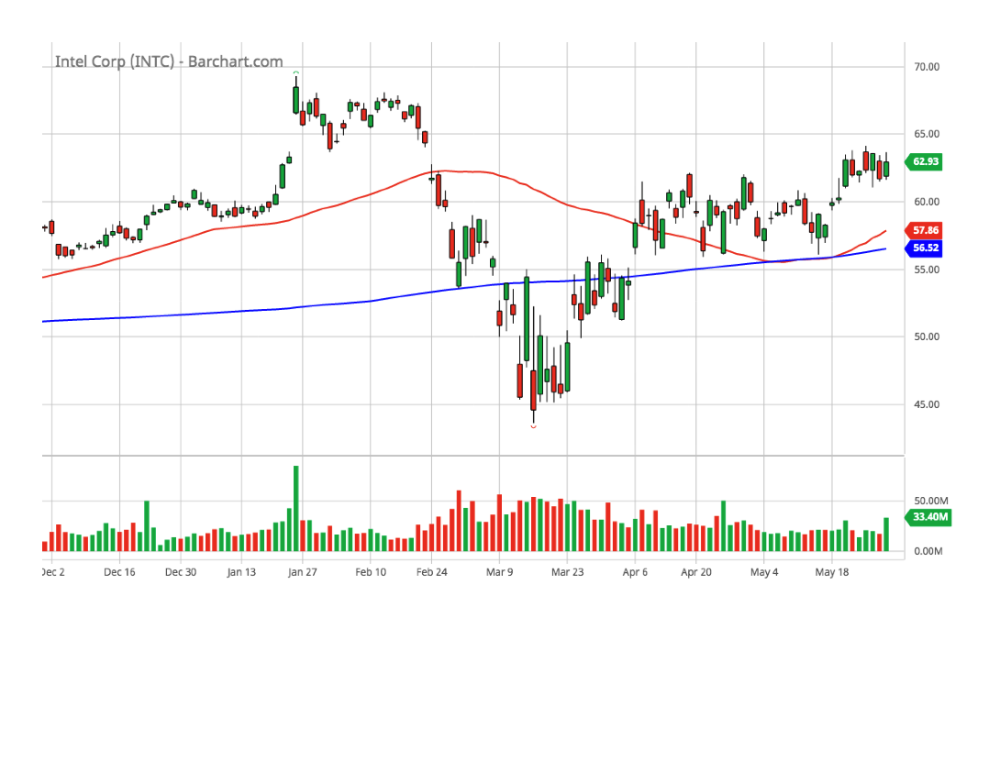 Intel Corp (INTC) - Barchart.com
70.00
65.00
62.93
60.00
57.86
56.52
55.00
50.00
45.00
50.00M
33.40M
0.00M
Dec 2 Dec 16 Dec 30 Jan 13 Jan 27 Feb 10 Feb 24 Mar 9 Mar 23 Apr 6 Apr 20 May 4 May 18